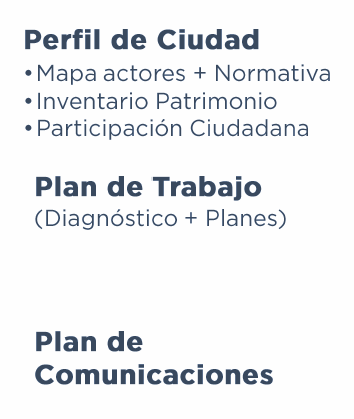 Perfil de Ciudad
•Mapa actores + Normativa
•Inventario Patrimonio
•Participación Ciudadana
Plan de Trabajo
(Diagnóstico + Planes)
Plan de
Comunicaciones